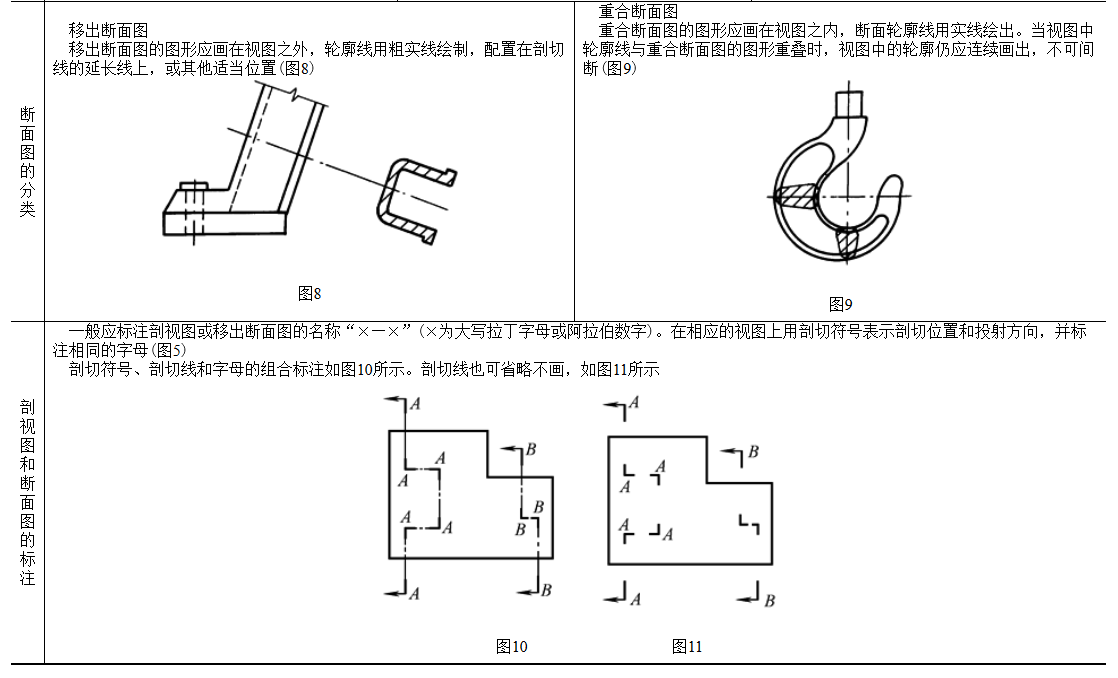 断面图的分类
移出断面图
移出断面图的图形应画在视图之外，轮廓线用粗实线绘制，配置在剖切
线的延长线上，或其他适当位置(图8)
图8
重合断面图
重合断面图的图形应画在视图之内，断面轮廓线用实线绘出。当视图中
轮廓线与重合断面图的图形重叠时，视图中的轮廓仍应连续画出，不可间
断(图9)
图9
剖视图和断面图的标注
一般应标注剖视图或移出断面图的名称“×—×”(×为大写拉丁字母或阿拉伯数字)。在相应的视图上用剖切符号表示剖切位置和投射方向，并标
注相同的字母(图5)
剖切符号、剖切线和字母的组合标注如图10所示。剖切线也可省略不画，如图11所示
A
B
A
A
B
B
A
A
A
B
图10
A
B
A
A
A
A
A
B
图11